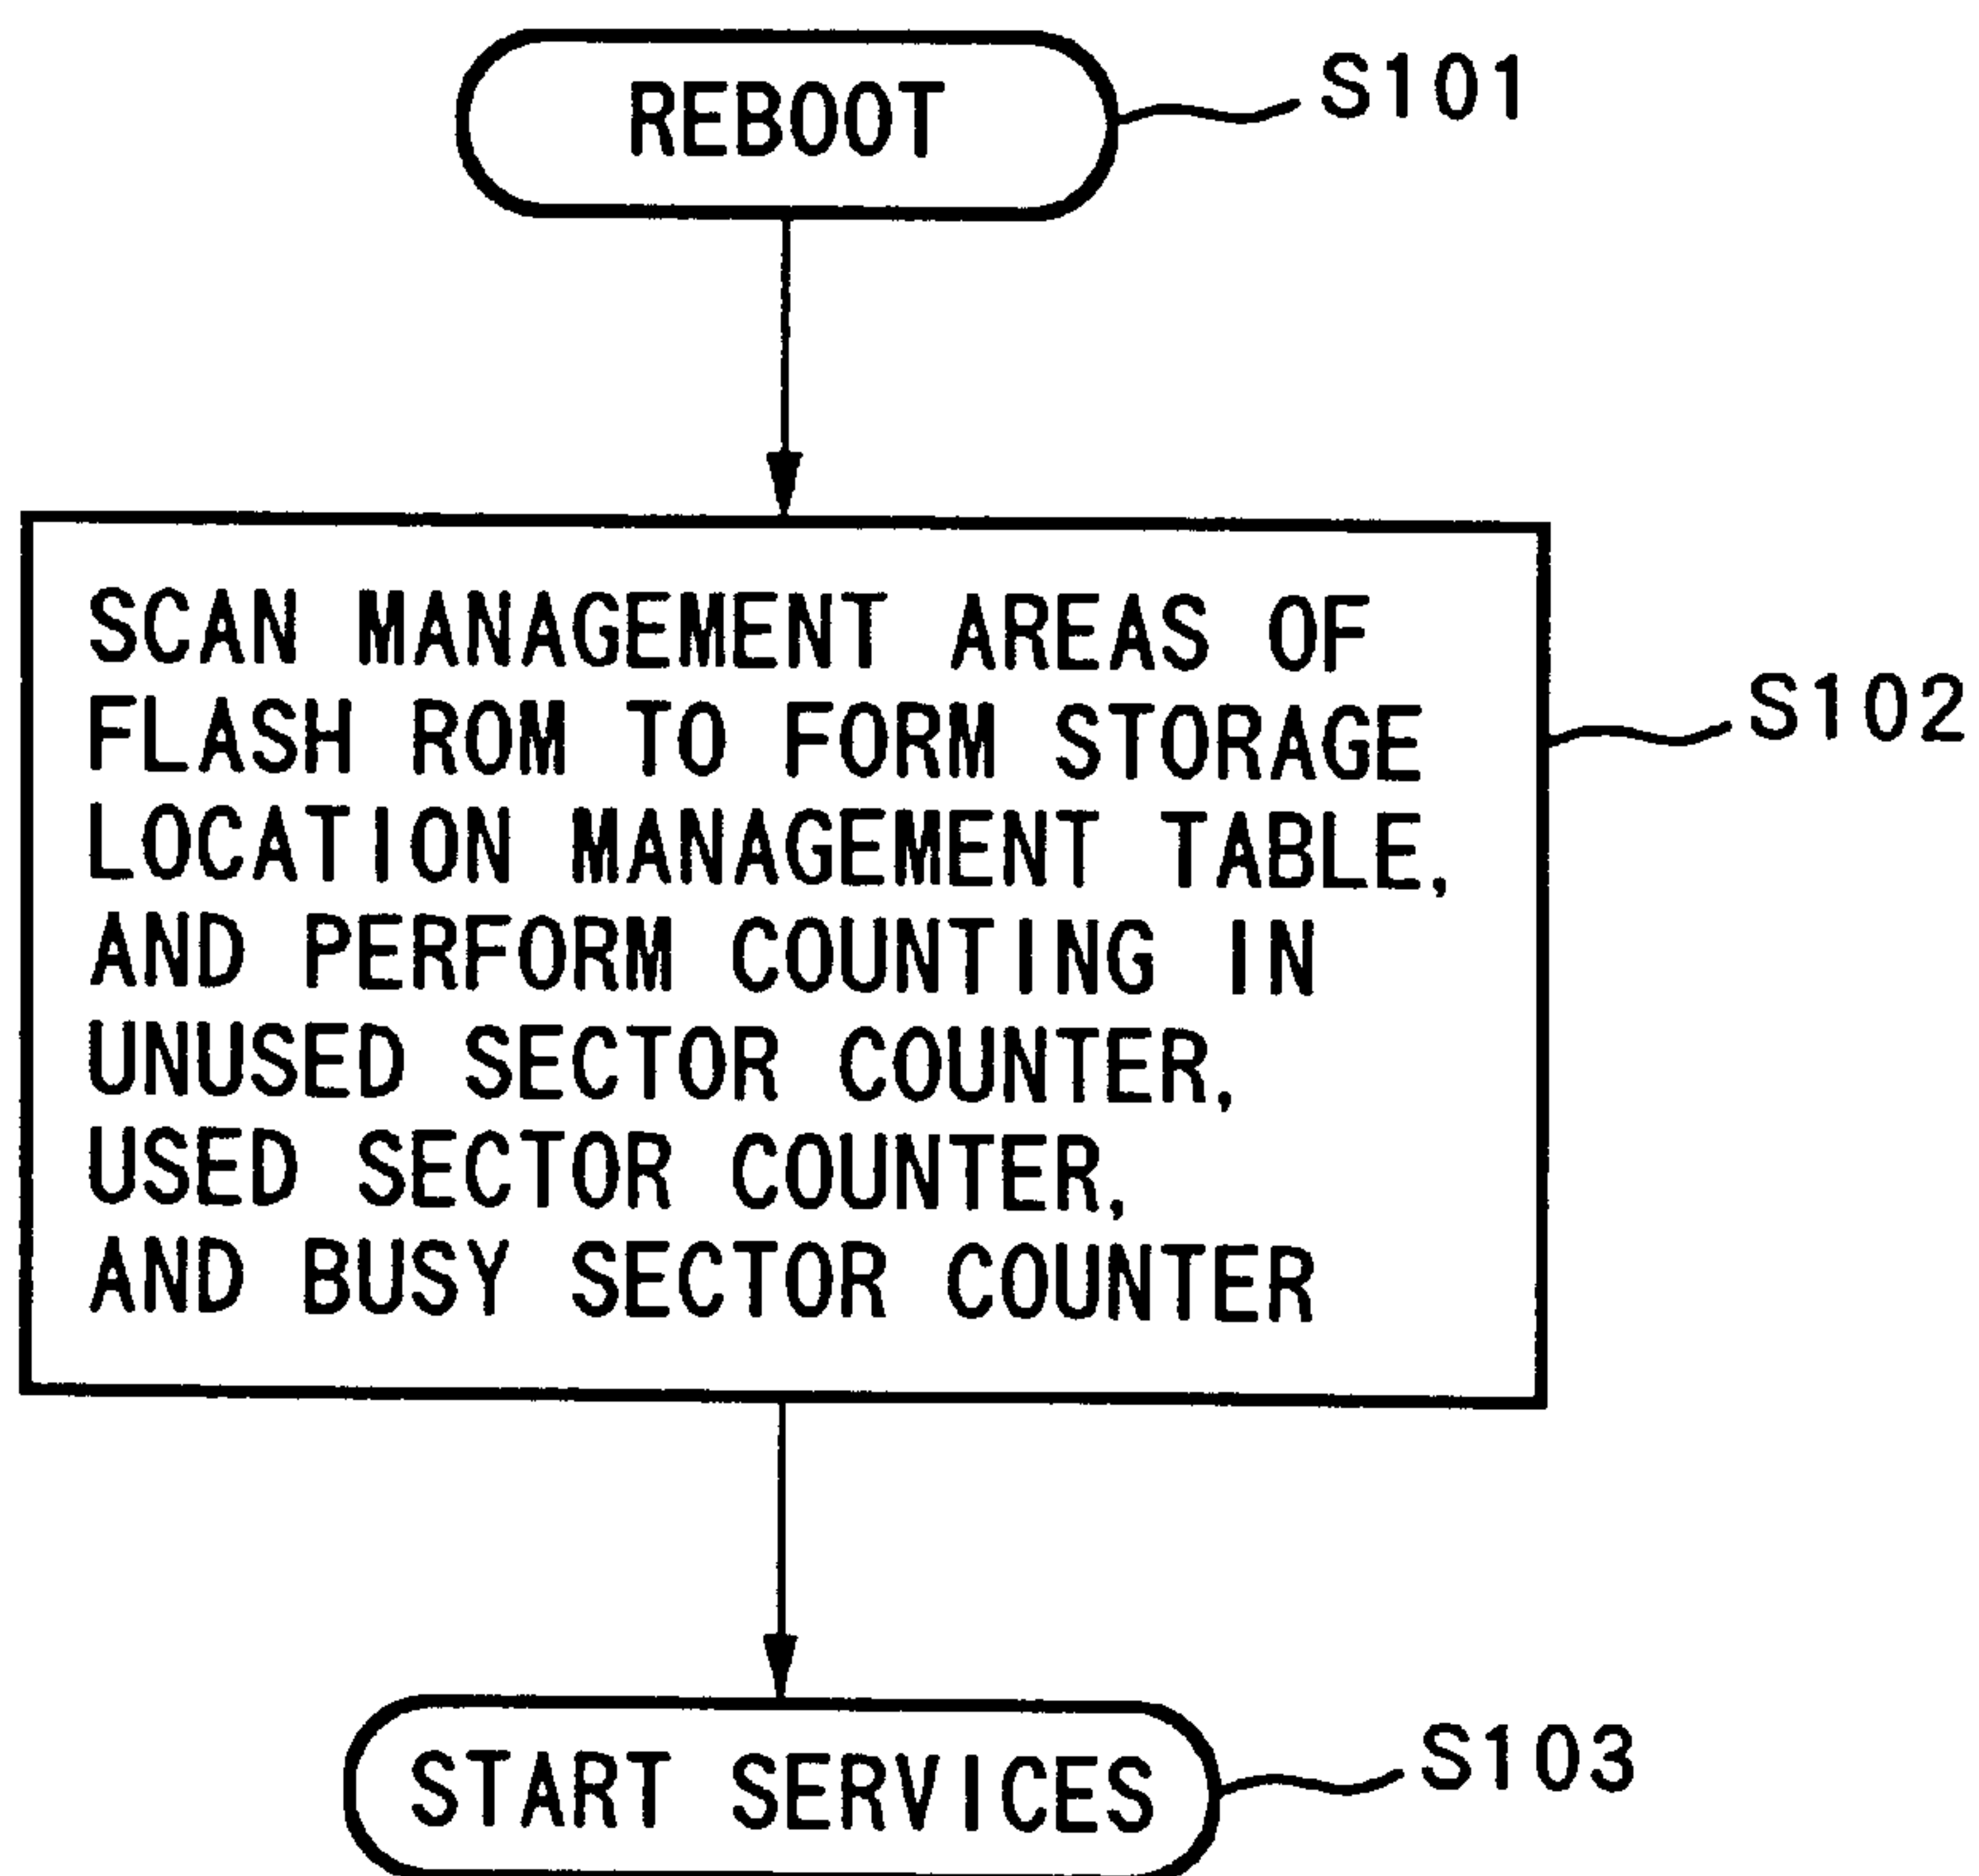 REBOOT
S101
SCAN MANAGEMENT AREAS OF
FLASH ROM TO FORM STORAGE
LOCATION MANAGEMENT TABLE,
AND PERFORM COUNTING IN
UNUSED SECTOR COUNTER,
USED SECTOR COUNTER,
AND BUSY SECTOR COUNTER
S102
START SERVICES
S103